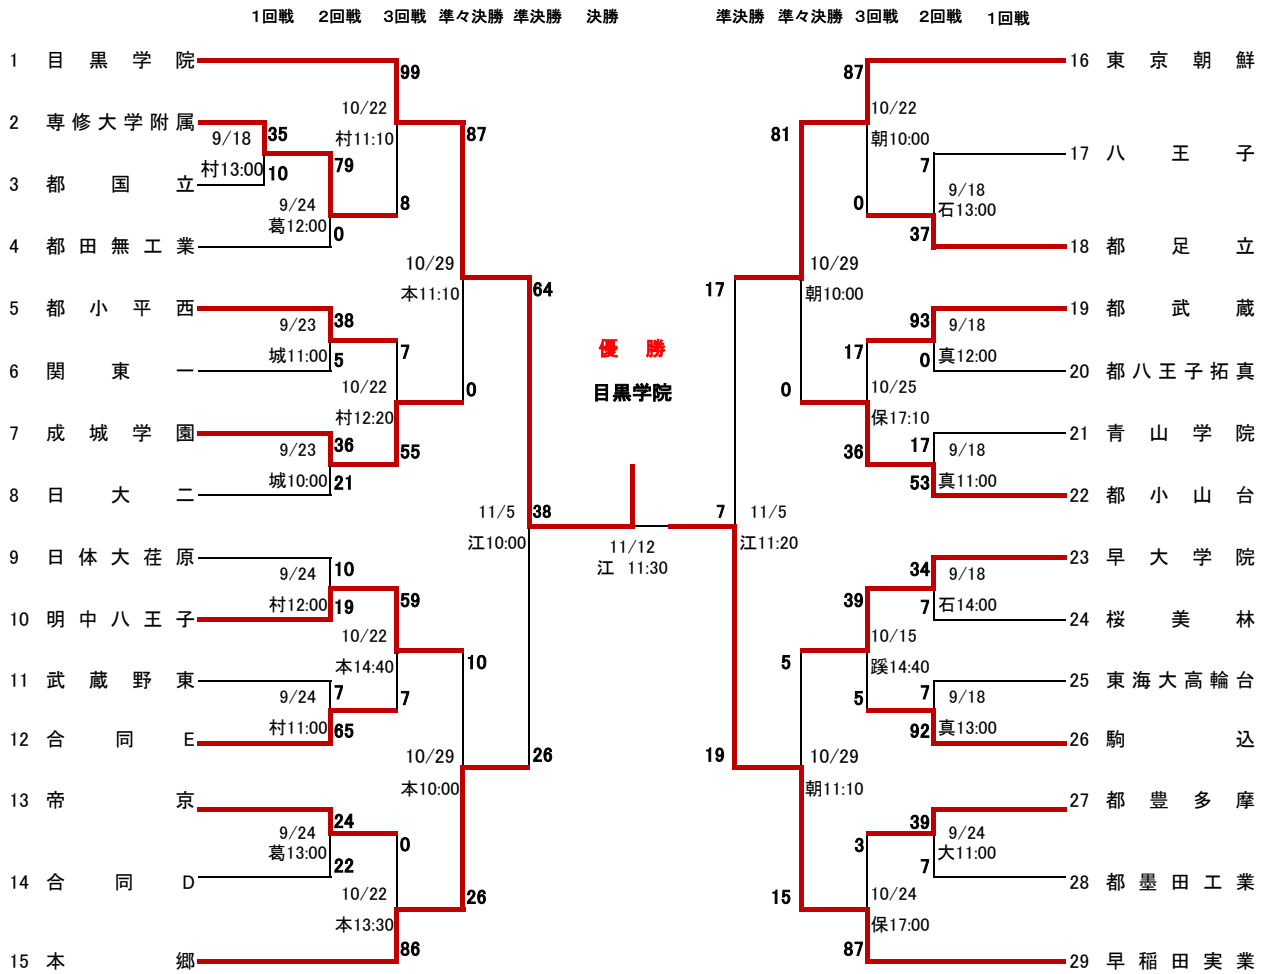 1回戦 2回戦 3回戦 準々決勝 準決勝 決勝 準決勝 準々決勝 3回戦 2回戦 1回戦
1 目黒学院
99
87
16 東京朝鮮
10/22
村11:10
10/22
朝10:00
2 専修大学附属
9/18
村13:00
35
10
87
81
3 都国立
79
7
17 八王子
9/24
葛12:00
8
0
9/18
石13:00
4 都田無工業
0
37
18 都足立
10/29
本11:10
10/29
朝10:00
64
17
5 都小平西
9/23
城11:00
38
5
93
0
9/18
真12:00
19 都武蔵
優勝
目黒学院
6 関東一
7
17
20 都八王子拓真
10/22
村12:20
0
0
10/25
保17:10
7 成城学園
9/23
城10:00
36
21
55
36
17
53
9/18
真11:00
21 青山学院
8 日大二
22 都小山台
11/5
江10:00
38
7
11/5
江11:20
11/12
江 11:30
9 日体大荏原
9/24
村12:00
10
19
34
7
9/18
石14:00
23 早大学院
10 明中八王子
59
39
24 桜美林
10/22
本14:40
10
5
10/15
蹊14:40
11 武蔵野東
9/24
村11:00
7
65
7
5
7
92
9/18
真13:00
25 東海大高輪台
12 合同E
26 駒込
10/29
本10:00
26
19
10/29
朝11:10
13 帝京
9/24
葛13:00
24
22
39
7
9/24
大11:00
27 都豊多摩
0
3
14 合同D
28 都墨田工業
10/22
本13:30
26
15
10/24
保17:00
15 本郷
86
87
29 早稲田実業